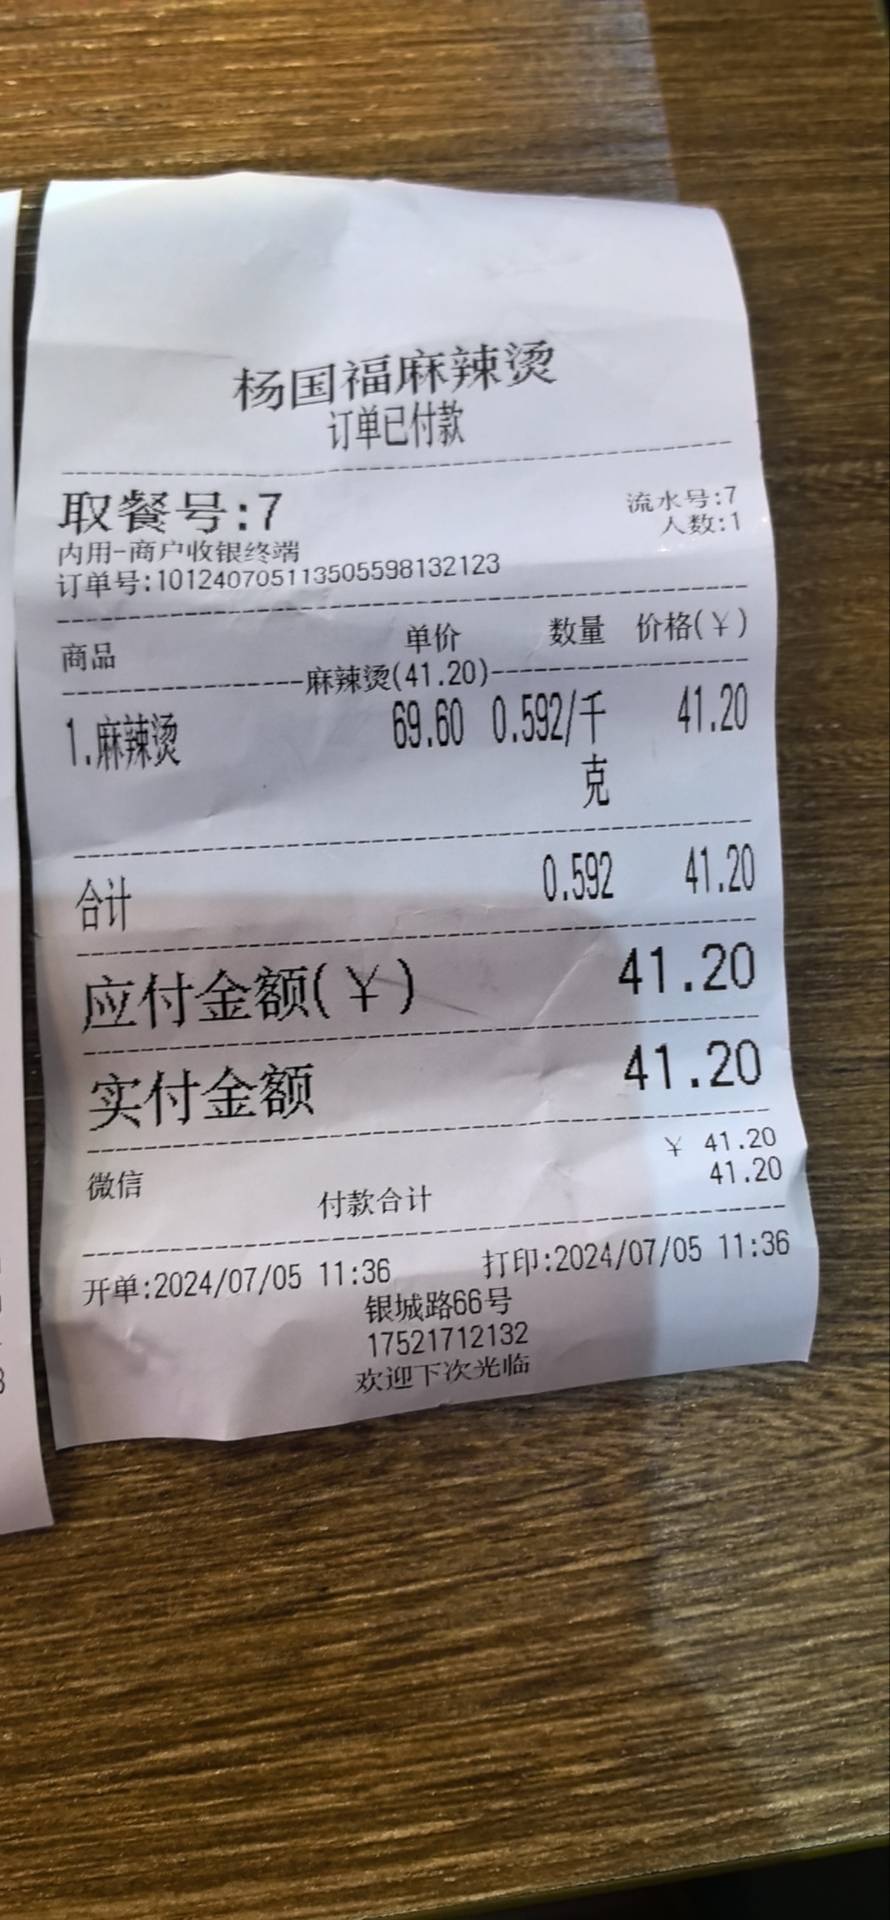 杨国福麻辣烫
订单已付款
取餐号:7
流水号:7
人数:1
内用-商户收银终端
订单号:101240705113505598132123
商品 单价 数量 价格(¥)
麻辣烫(41.20)
1.麻辣烫 69.60 0.592/千克 41.20
合计 0.592 41.20
应付金额(¥) 41.20
实付金额 41.20
微信 ¥ 41.20
付款合计 41.20
开单:2024/07/05 11:36 打印:2024/07/05 11:36
银城路66号
17521712132
欢迎下次光临